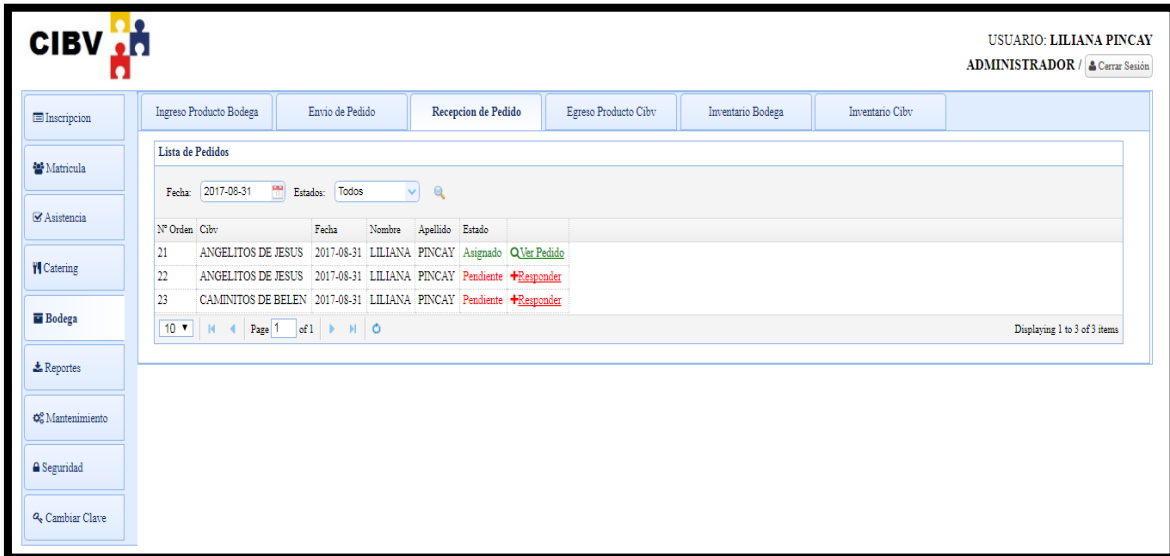 CIBV
USUARIO: LILIANA PINCAY
ADMINISTRADOR / Cerrar Sesión
Inscripcion
Matricula
Asistencia
Catering
Bodega
Reportes
Mantenimiento
Seguridad
Cambiar Clave
Ingreso Producto Bodega Envio de Pedido Recepcion de Pedido Egreso Producto Cibv Inventario Bodega Inventario Cibv
Lista de Pedidos
Fecha: 2017-08-31 Estados: Todos
Nº Orden Cibv Fecha Nombre Apellido Estado
21 ANGELITOS DE JESUS 2017-08-31 LILIANA PINCAY Asignado Ver Pedido
22 ANGELITOS DE JESUS 2017-08-31 LILIANA PINCAY Pendiente Responder
23 CAMINITOS DE BELEN 2017-08-31 LILIANA PINCAY Pendiente Responder
10 Page 1 of 1 Displaying 1 to 3 of 3 items